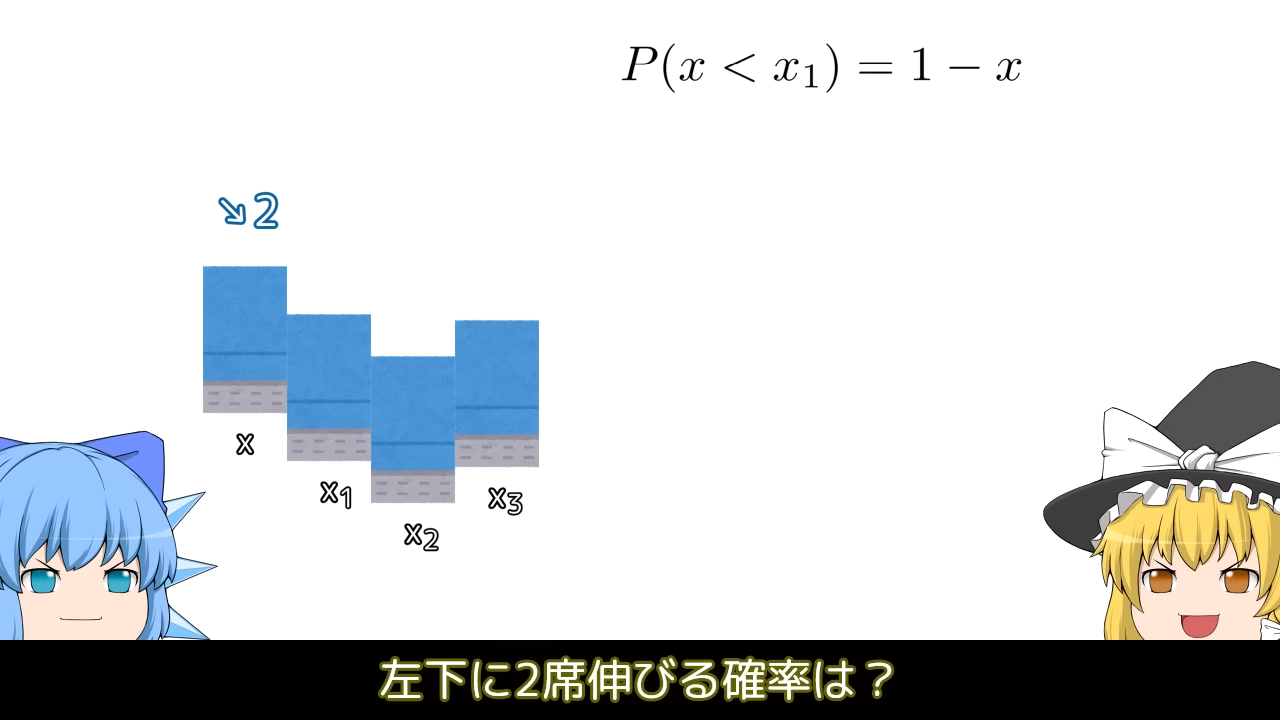 P(x < x₁) = 1 − x
↘2
x
x₁
x₂
x₃
左下に2席伸びる確率は？